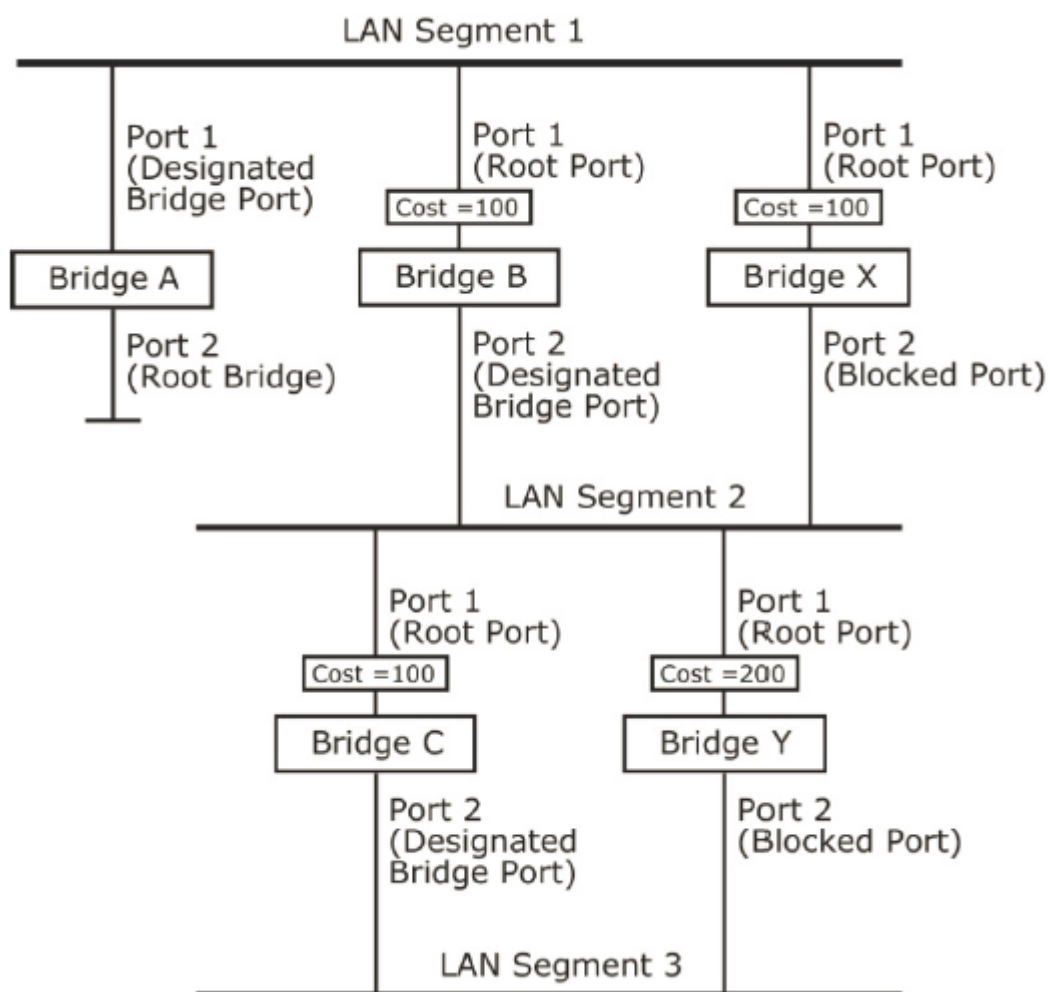 LAN Segment 1
Port 1
(Designated
Bridge Port)
Port 1
(Root Port)
Cost =100
Port 1
(Root Port)
Cost =100
Bridge A
Bridge B
Bridge X
Port 2
(Root Bridge)
Port 2
(Designated
Bridge Port)
Port 2
(Blocked Port)
LAN Segment 2
Port 1
(Root Port)
Cost =100
Port 1
(Root Port)
Cost =200
Bridge C
Bridge Y
Port 2
(Designated
Bridge Port)
Port 2
(Blocked Port)
LAN Segment 3